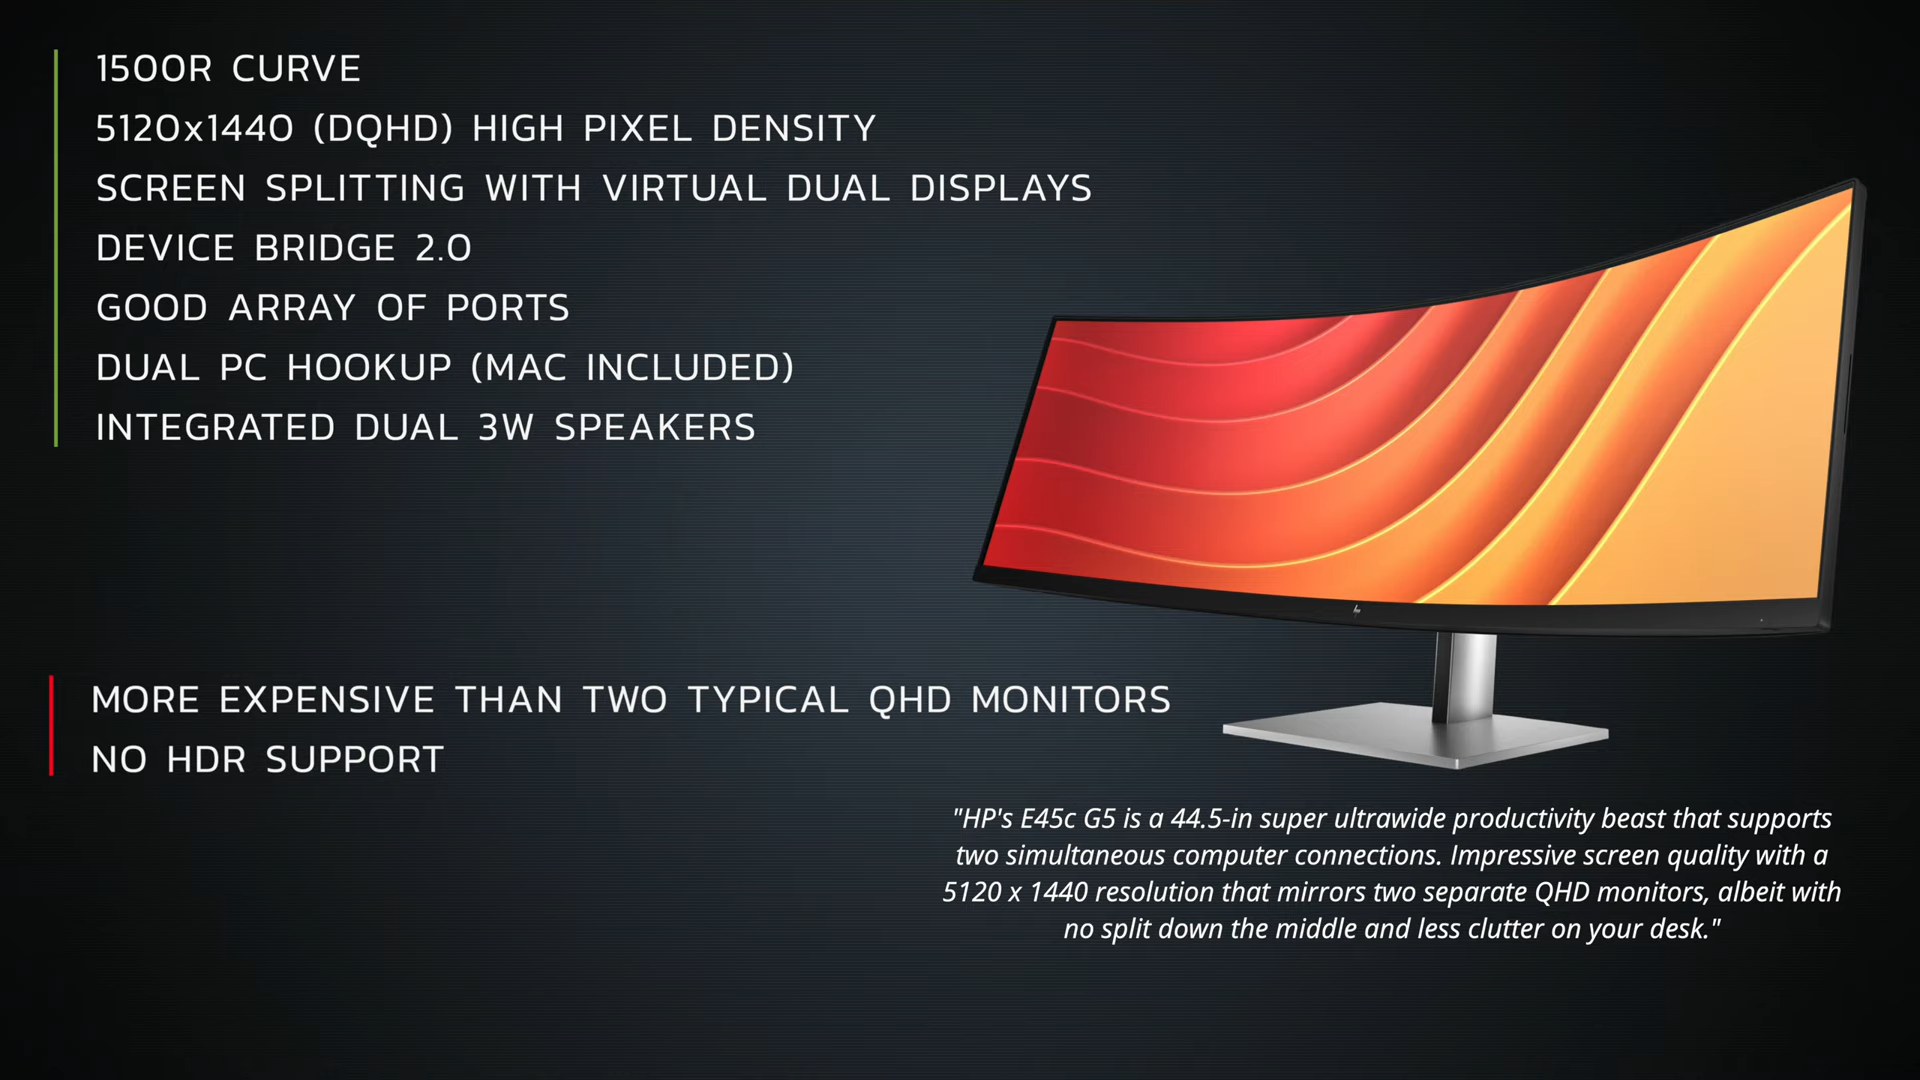 1500R CURVE
5120x1440 (DQHD) HIGH PIXEL DENSITY
SCREEN SPLITTING WITH VIRTUAL DUAL DISPLAYS
DEVICE BRIDGE 2.0
GOOD ARRAY OF PORTS
DUAL PC HOOKUP (MAC INCLUDED)
INTEGRATED DUAL 3W SPEAKERS
MORE EXPENSIVE THAN TWO TYPICAL QHD MONITORS
NO HDR SUPPORT
hp
"HP's E45c G5 is a 44.5-in super ultrawide productivity beast that supports
two simultaneous computer connections. Impressive screen quality with a
5120 x 1440 resolution that mirrors two separate QHD monitors, albeit with
no split down the middle and less clutter on your desk."